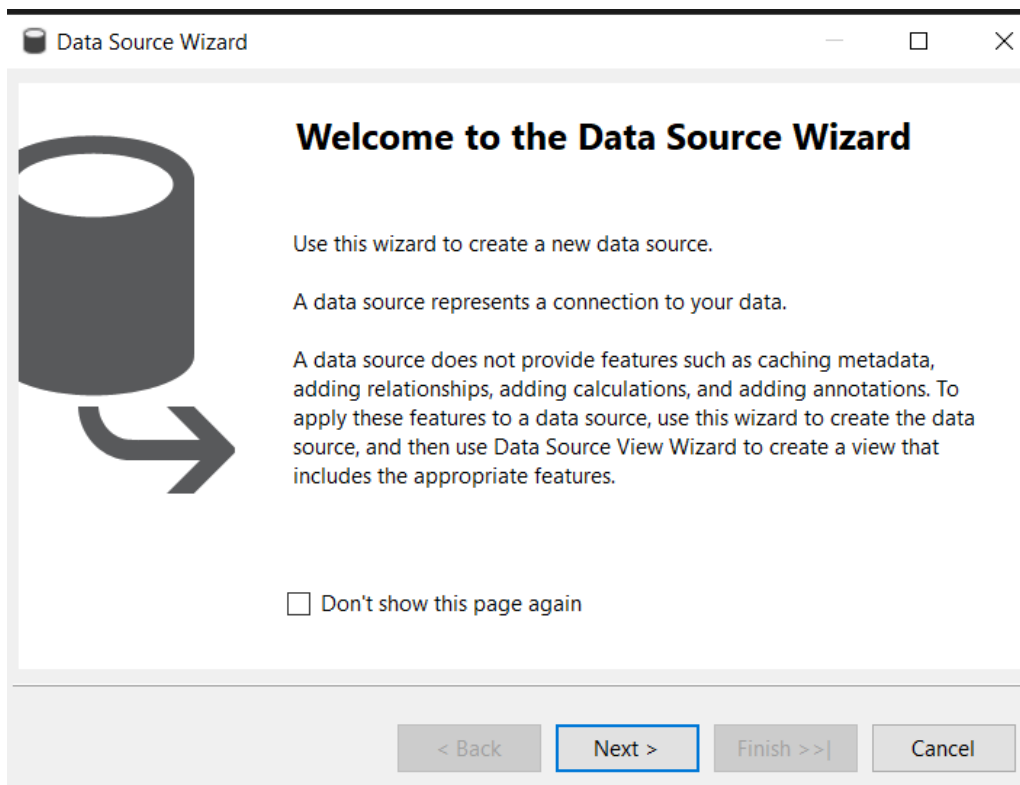 Data Source Wizard
Welcome to the Data Source Wizard
Use this wizard to create a new data source.
A data source represents a connection to your data.
A data source does not provide features such as caching metadata,
adding relationships, adding calculations, and adding annotations. To
apply these features to a data source, use this wizard to create the data
source, and then use Data Source View Wizard to create a view that
includes the appropriate features.
Don't show this page again
< Back Next > Finish >>| Cancel